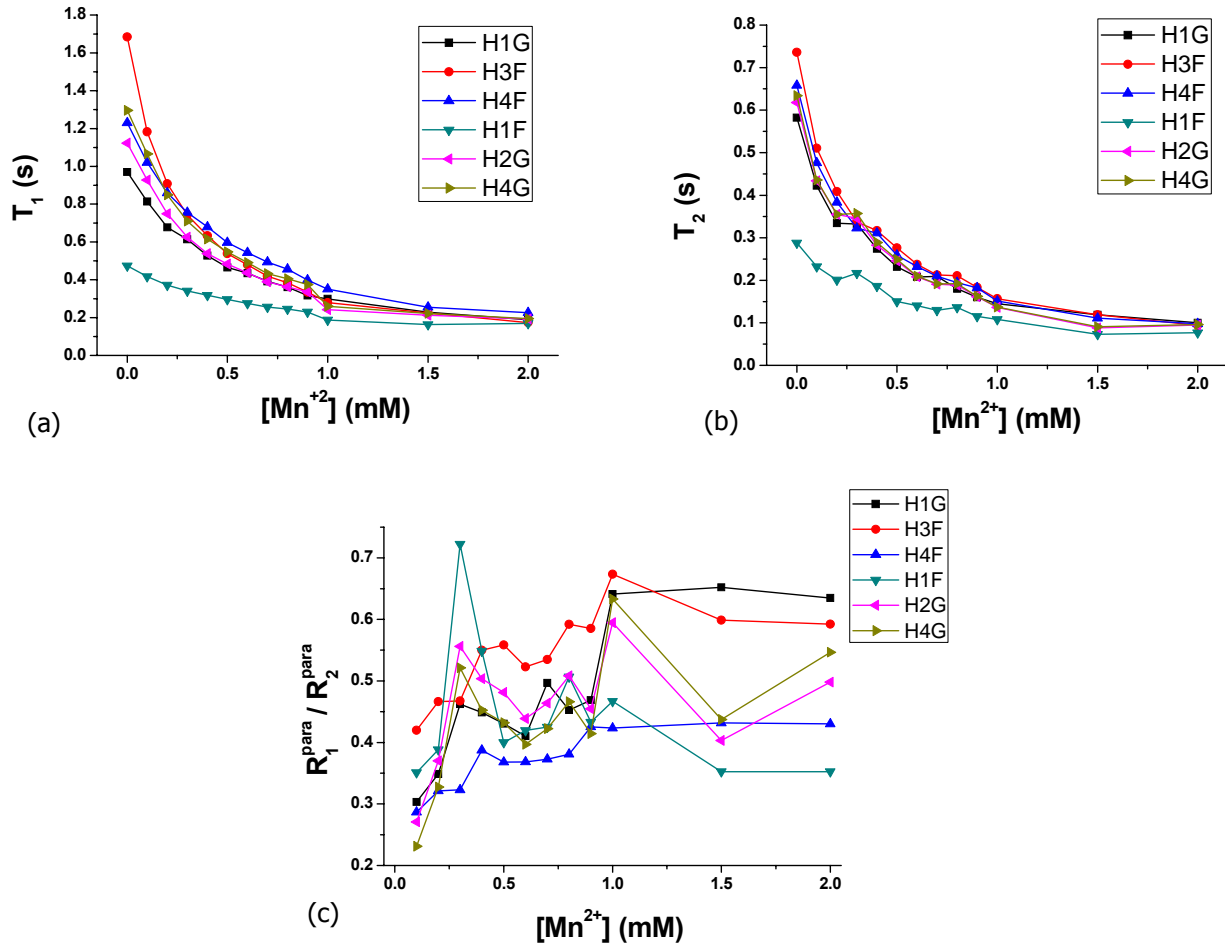 1.8
1.6
1.4
1.2
1.0
0.8
0.6
0.4
0.2
0.0
T1 (s)
0.0 0.5 1.0 1.5 2.0
[Mn+2] (mM)
H1G
H3F
H4F
H1F
H2G
H4G
(a)
0.8
0.7
0.6
0.5
0.4
0.3
0.2
0.1
0.0
T2 (s)
0.0 0.5 1.0 1.5 2.0
[Mn2+] (mM)
H1G
H3F
H4F
H1F
H2G
H4G
(b)
0.7
0.6
0.5
0.4
0.3
0.2
R1para / R2para
0.0 0.5 1.0 1.5 2.0
[Mn2+] (mM)
H1G
H3F
H4F
H1F
H2G
H4G
(c)